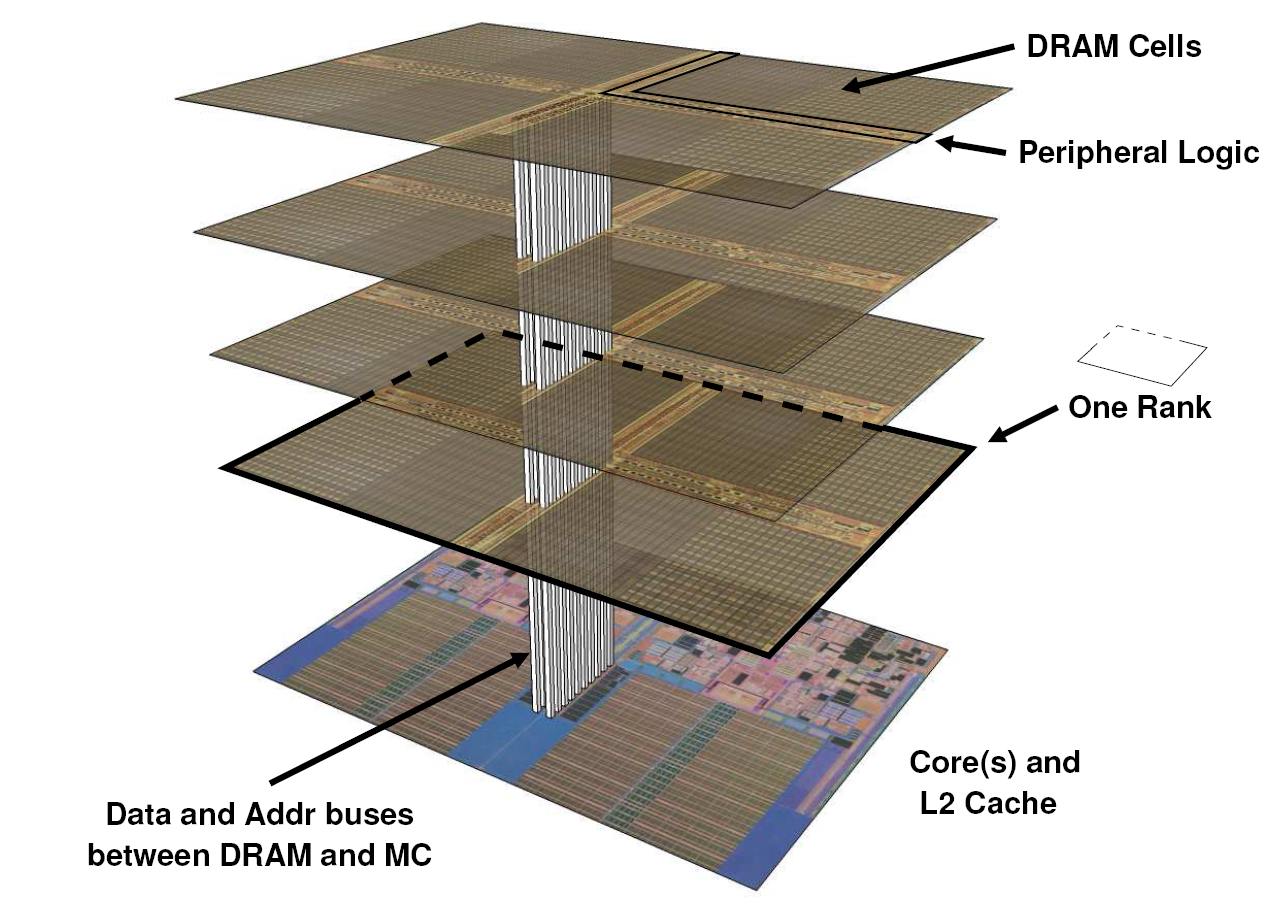 DRAM Cells
Peripheral Logic
One Rank
Core(s) and
L2 Cache
Data and Addr buses
between DRAM and MC